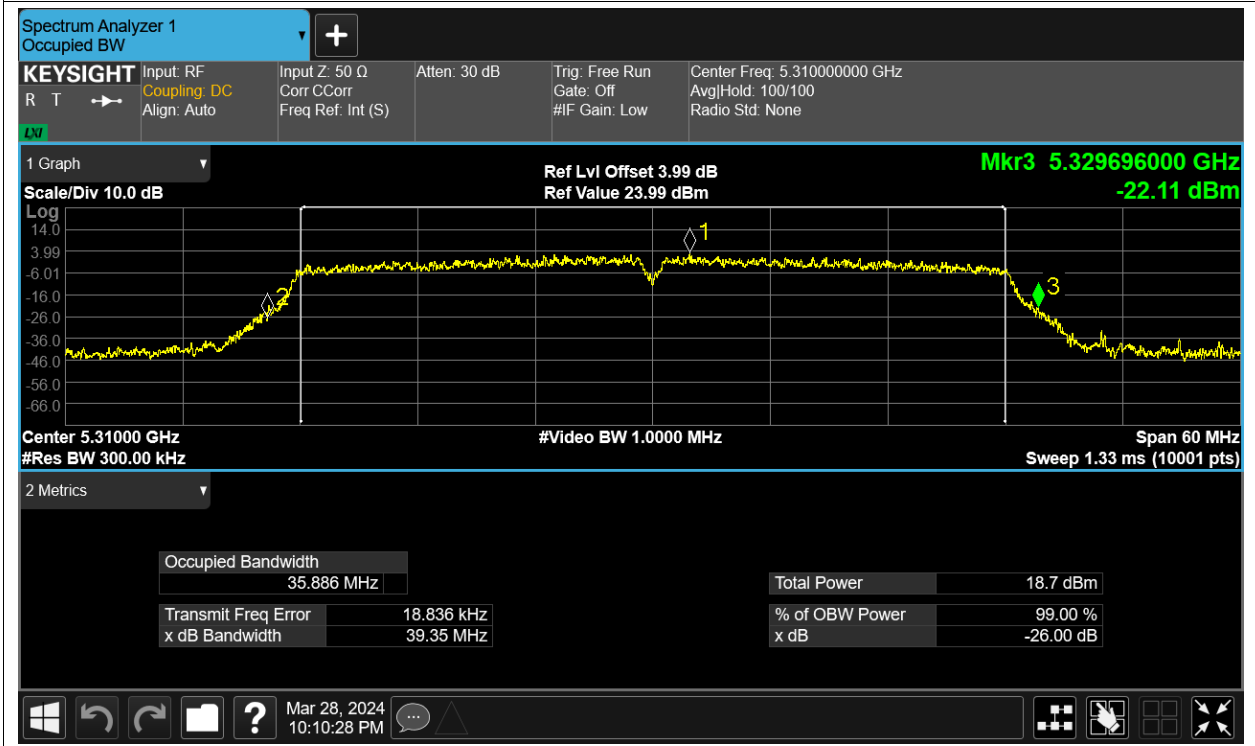 Spectrum Analyzer 1
Occupied BW
KEYSIGHT
R T
LXI
Input: RF
Coupling: DC
Align: Auto
Input Z: 50 Ω
Corr CCorr
Freq Ref: Int (S)
Atten: 30 dB
Trig: Free Run
Gate: Off
#IF Gain: Low
Center Freq: 5.310000000 GHz
Avg|Hold: 100/100
Radio Std: None
1 Graph
Scale/Div 10.0 dB
Ref Lvl Offset 3.99 dB
Ref Value 23.99 dBm
Mkr3 5.329696000 GHz
-22.11 dBm
Log
14.0
3.99
-6.01
-16.0
-26.0
-36.0
-46.0
-56.0
-66.0
1
2
3
Center 5.31000 GHz
#Video BW 1.0000 MHz
Span 60 MHz
#Res BW 300.00 kHz
Sweep 1.33 ms (10001 pts)
2 Metrics
Occupied Bandwidth
35.886 MHz
Total Power 18.7 dBm
Transmit Freq Error 18.836 kHz
% of OBW Power 99.00 %
x dB Bandwidth 39.35 MHz
x dB -26.00 dB
?
Mar 28, 2024
10:10:28 PM